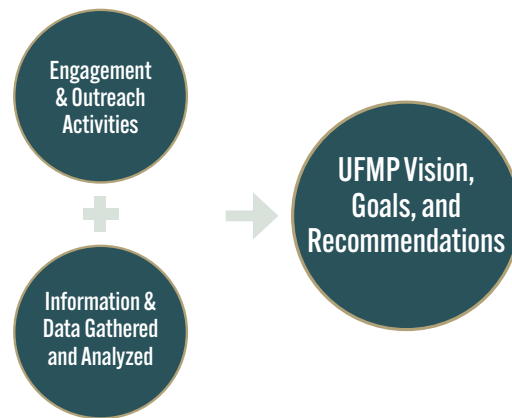 Engagement
& Outreach
Activities
UFMP Vision,
Goals, and
Recommendations
Information &
Data Gathered
and Analyzed